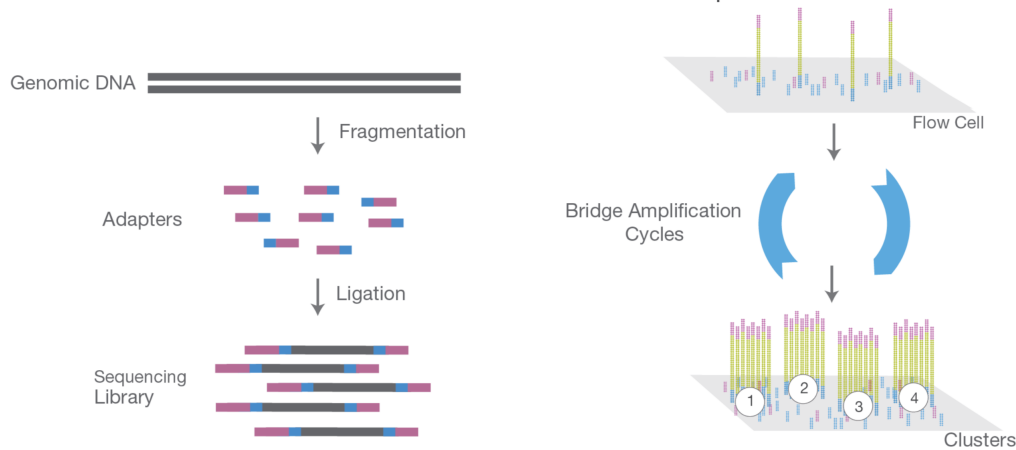 Genomic DNA
Fragmentation
Adapters
Ligation
Sequencing
Library
Flow Cell
Bridge Amplification
Cycles
1
2
3
4
Clusters